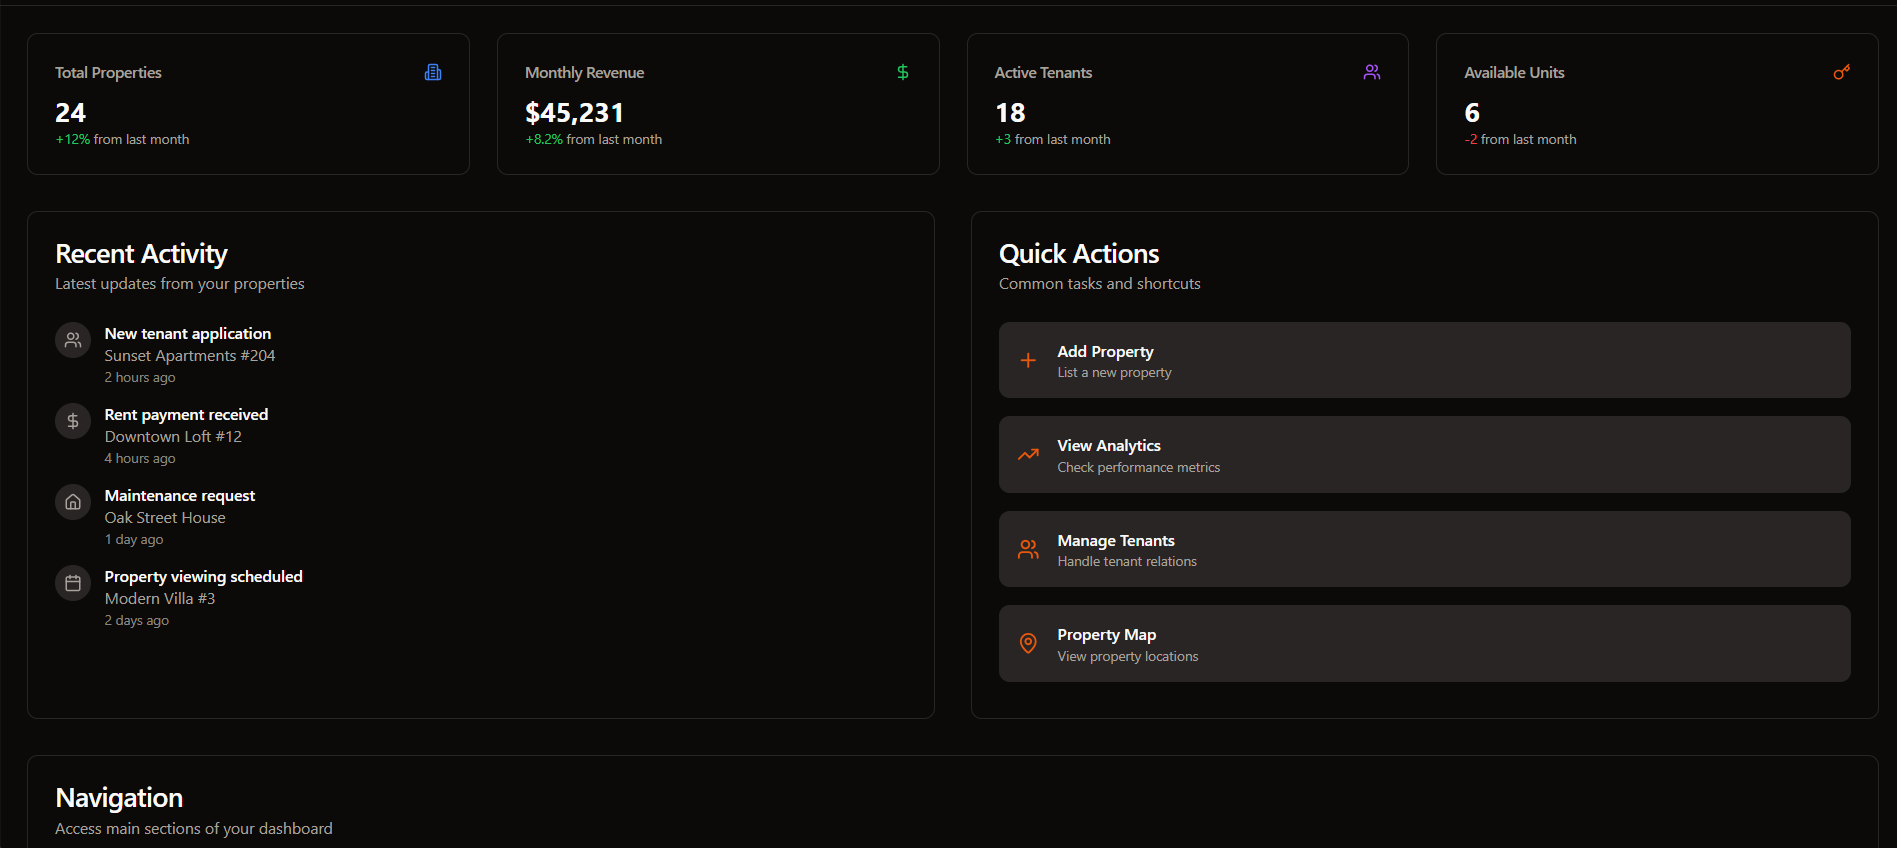 Total Properties
24
+12% from last month
Monthly Revenue
$45,231
+8.2% from last month
Active Tenants
18
+3 from last month
Available Units
6
-2 from last month
Recent Activity
Latest updates from your properties
New tenant application
Sunset Apartments #204
2 hours ago
Rent payment received
Downtown Loft #12
4 hours ago
Maintenance request
Oak Street House
1 day ago
Property viewing scheduled
Modern Villa #3
2 days ago
Quick Actions
Common tasks and shortcuts
Add Property
List a new property
View Analytics
Check performance metrics
Manage Tenants
Handle tenant relations
Property Map
View property locations
Navigation
Access main sections of your dashboard